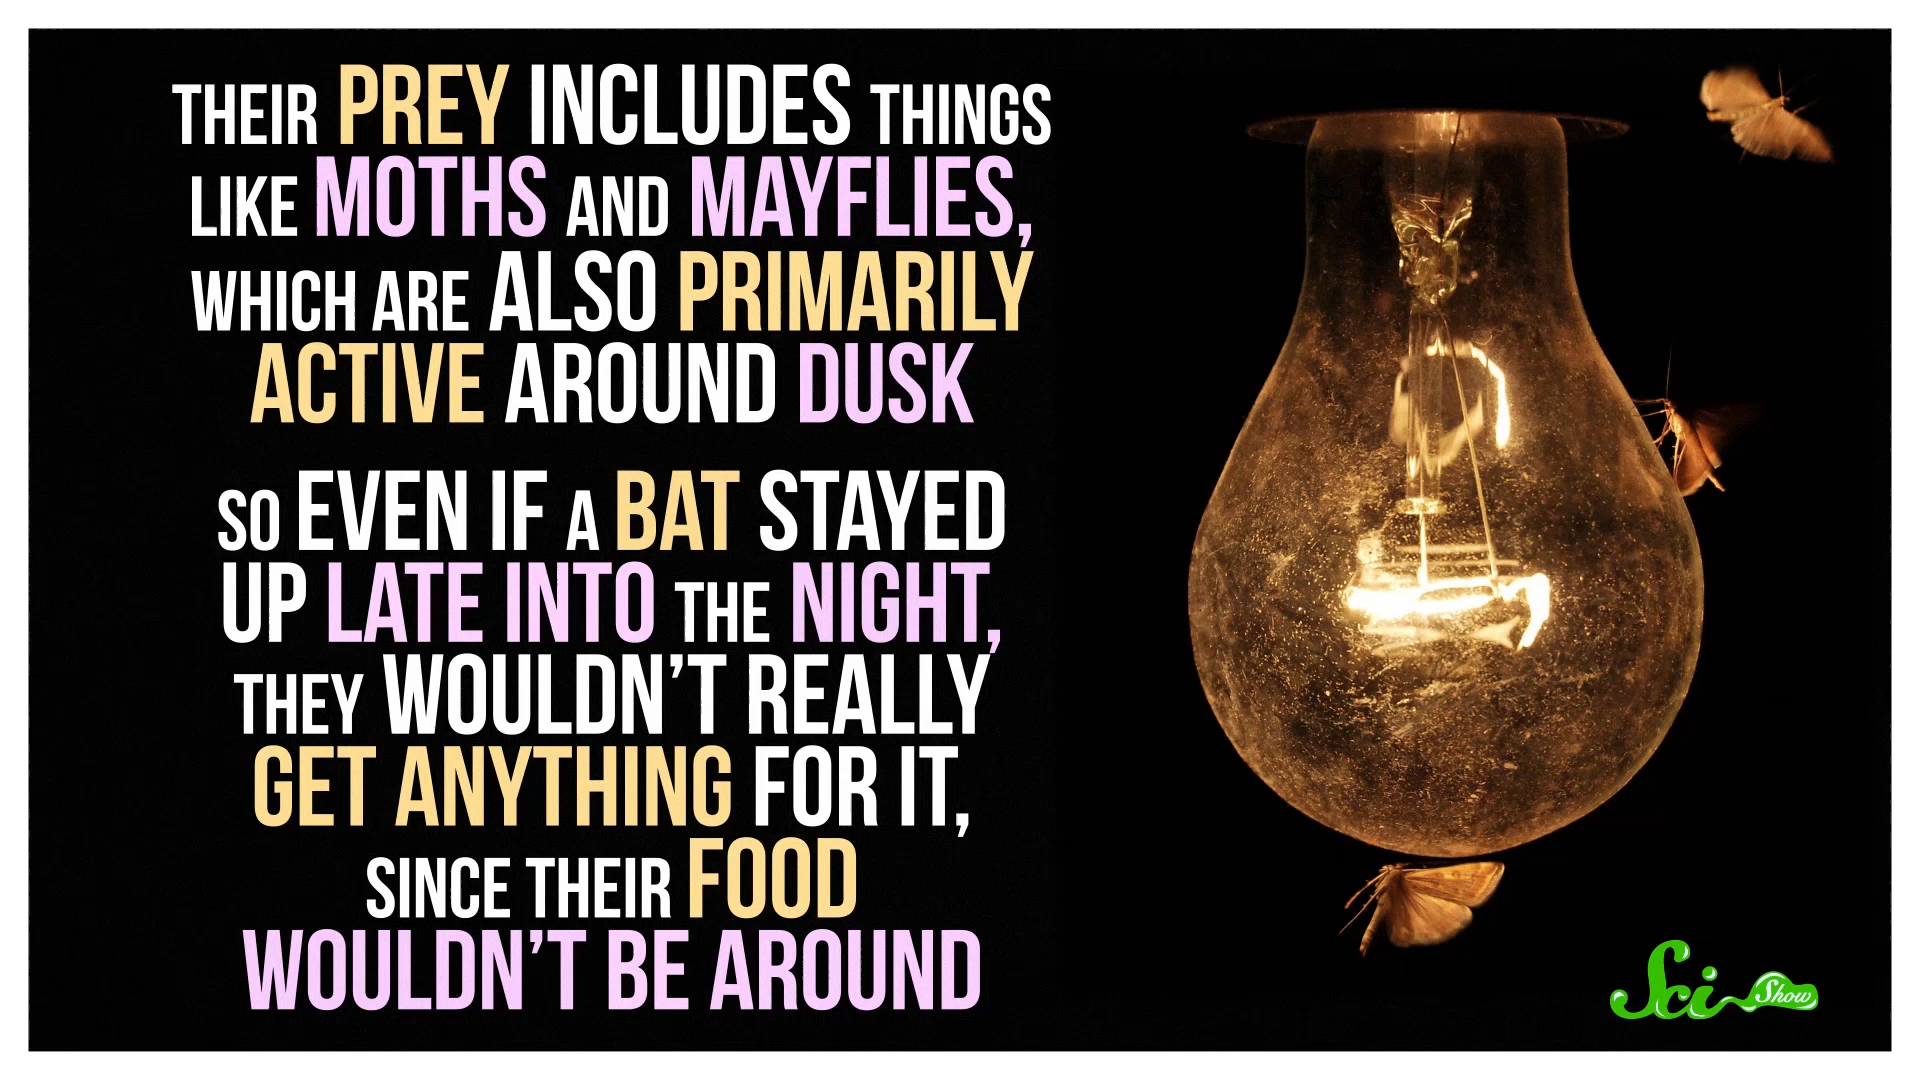 THEIR PREY INCLUDES THINGS
LIKE MOTHS AND MAYFLIES,
WHICH ARE ALSO PRIMARILY
ACTIVE AROUND DUSK
SO EVEN IF A BAT STAYED
UP LATE INTO THE NIGHT,
THEY WOULDN'T REALLY
GET ANYTHING FOR IT,
SINCE THEIR FOOD
WOULDN'T BE AROUND
Sci Show